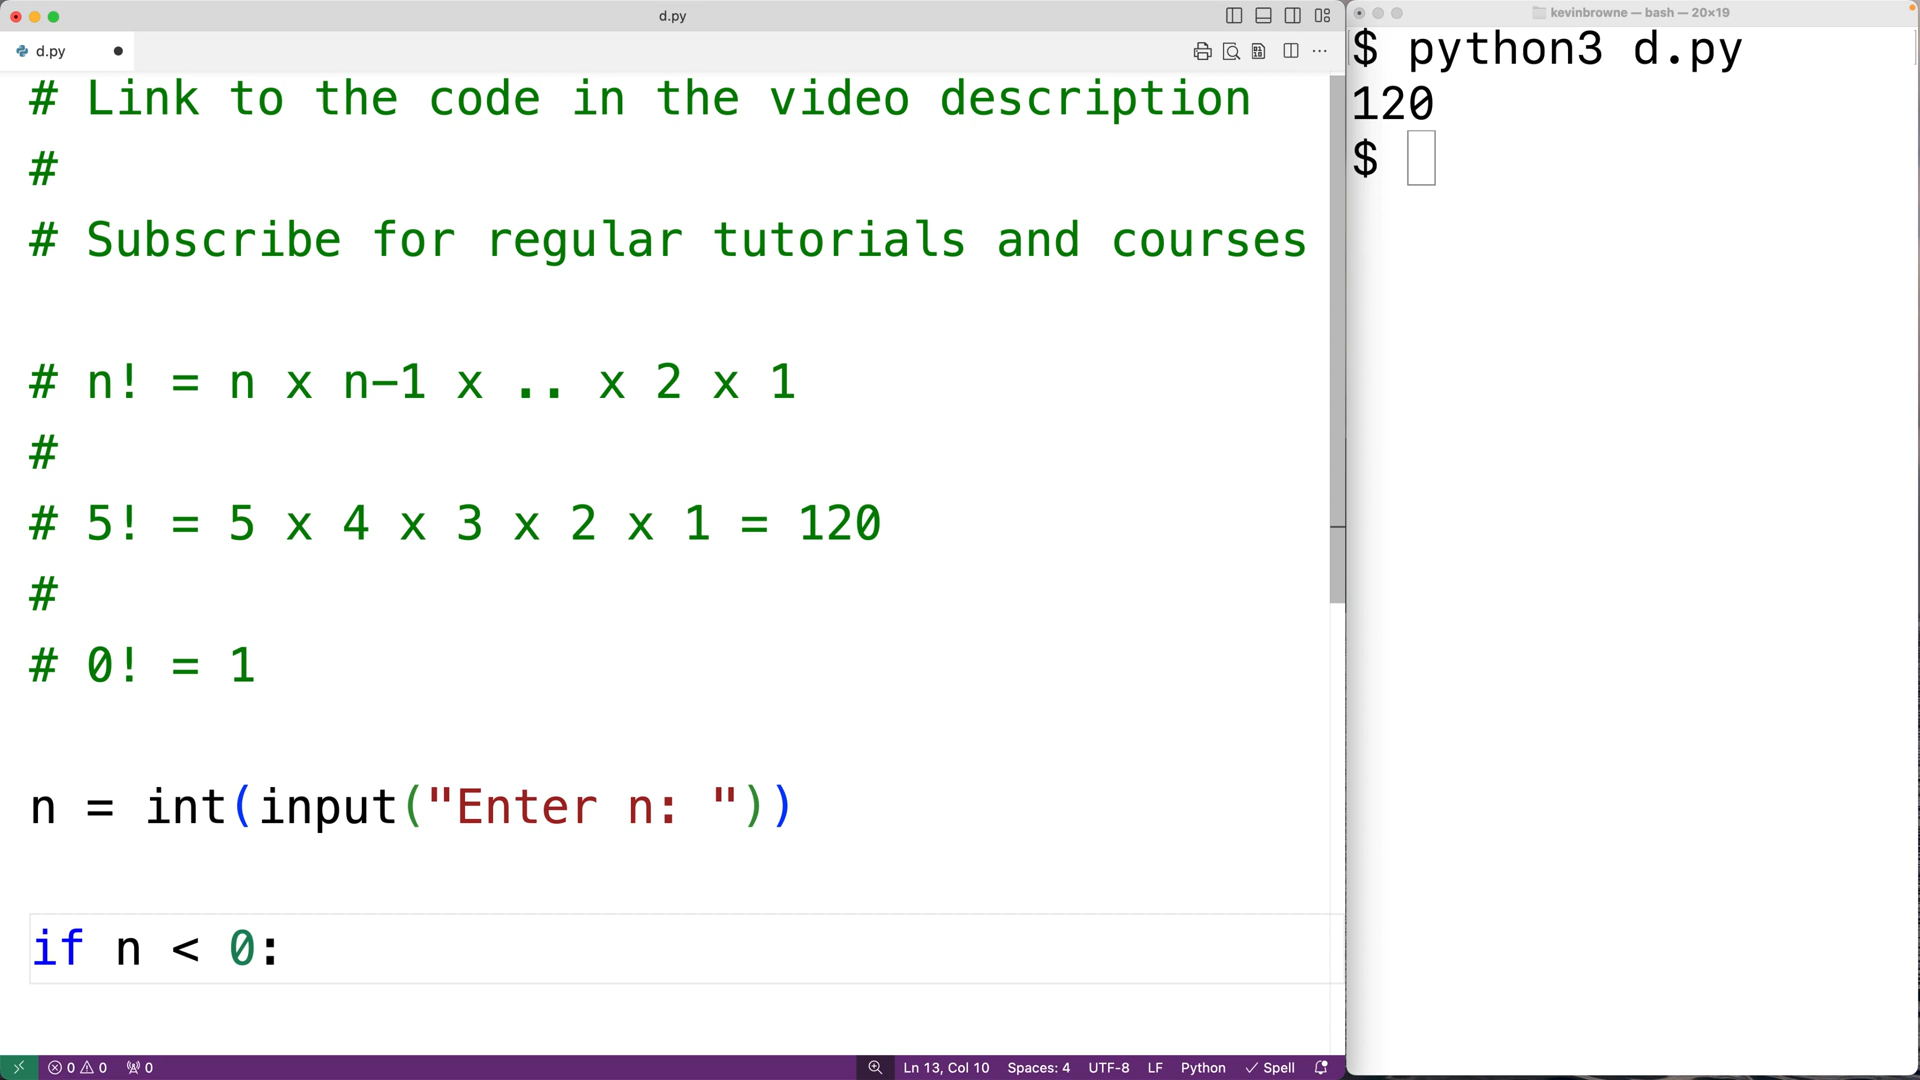 d.py
d.py
# Link to the code in the video description
#
# Subscribe for regular tutorials and courses
# n! = n x n-1 x .. x 2 x 1
#
# 5! = 5 x 4 x 3 x 2 x 1 = 120
#
# 0! = 1
n = int(input("Enter n: "))
if n < 0:
0 0 0 Ln 13, Col 10 Spaces: 4 UTF-8 LF Python Spell
kevinbrowne — bash — 20×19
$ python3 d.py
120
$